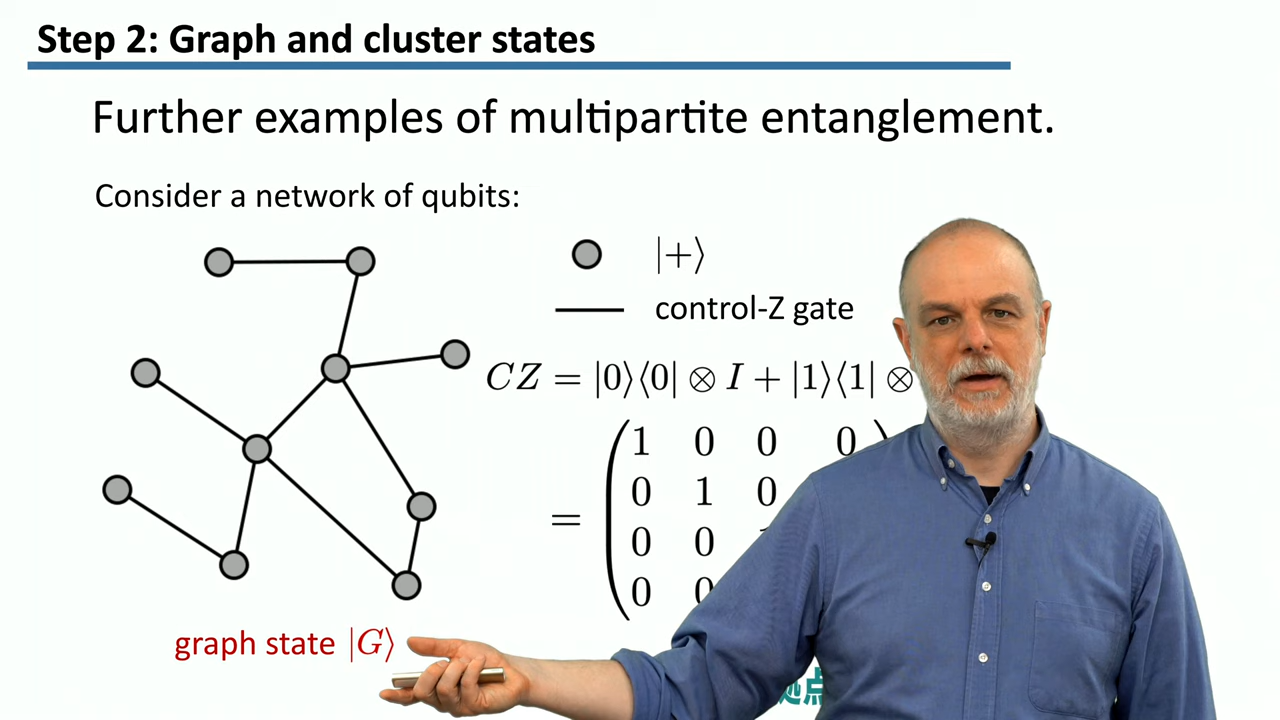 Step 2: Graph and cluster states
Further examples of multipartite entanglement.
Consider a network of qubits:
|+⟩
control-Z gate
CZ = |0⟩⟨0| ⊗ I + |1⟩⟨1| ⊗
1 0 0 0
= 0 1 0
0 0
0
graph state |G⟩
点